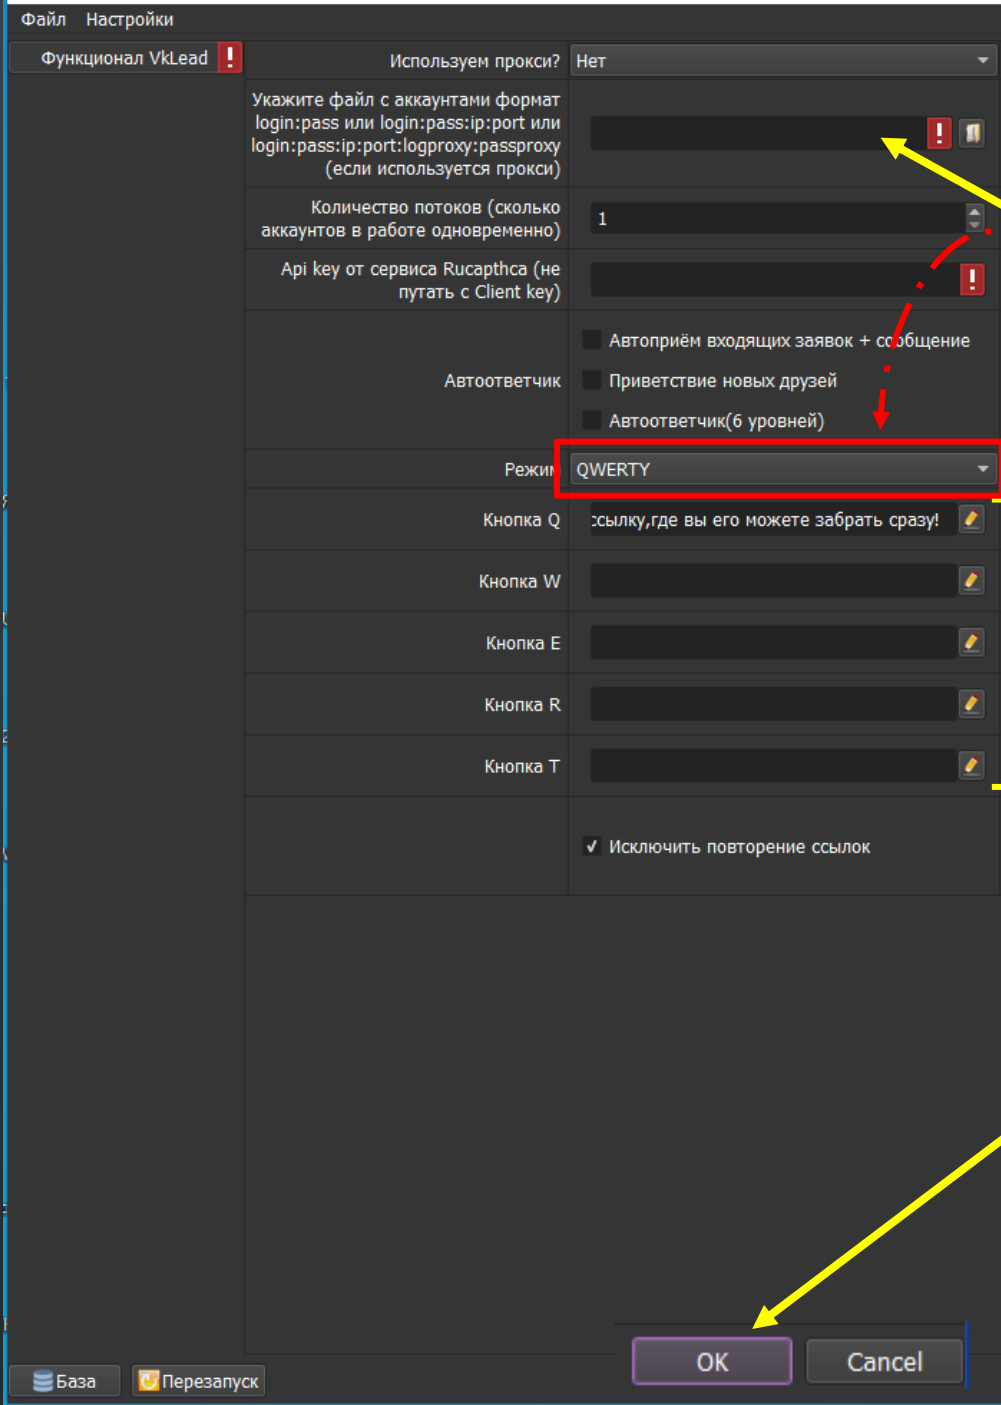 Файл Настройки
Функционал VkLead
Используем прокси? Нет
Укажите файл с аккаунтами формат
login:pass или login:pass:ip:port или
login:pass:ip:port:logproxy:passproxy
(если используется прокси)
Количество потоков (сколько
аккаунтов в работе одновременно)
1
Api key от сервиса Rucapthca (не
путать с Client key)
Автоответчик
Автоприём входящих заявок + сообщение
Приветствие новых друзей
Автоответчик(6 уровней)
Режим QWERTY
Кнопка Q ссылку,где вы его можете забрать сразу!
Кнопка W
Кнопка E
Кнопка R
Кнопка T
Исключить повторение ссылок
OK Cancel
База Перезапуск